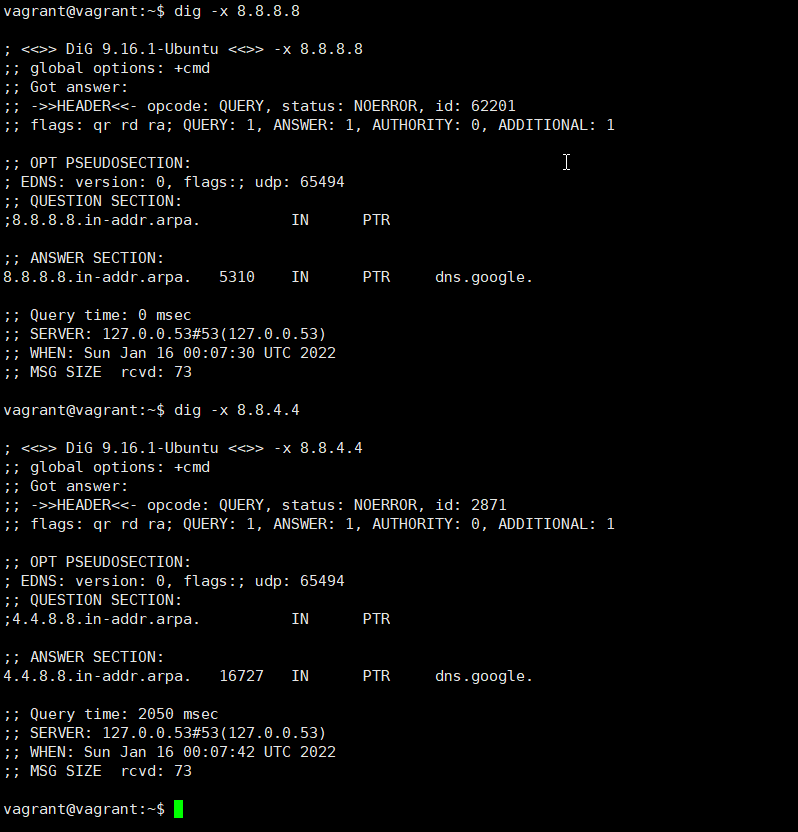 vagrant@vagrant:~$ dig -x 8.8.8.8

; <<>> DiG 9.16.1-Ubuntu <<>> -x 8.8.8.8
;; global options: +cmd
;; Got answer:
;; ->>HEADER<<- opcode: QUERY, status: NOERROR, id: 62201
;; flags: qr rd ra; QUERY: 1, ANSWER: 1, AUTHORITY: 0, ADDITIONAL: 1

;; OPT PSEUDOSECTION:
; EDNS: version: 0, flags:; udp: 65494
;; QUESTION SECTION:
;8.8.8.8.in-addr.arpa.          IN      PTR

;; ANSWER SECTION:
8.8.8.8.in-addr.arpa.   5310    IN      PTR     dns.google.

;; Query time: 0 msec
;; SERVER: 127.0.0.53#53(127.0.0.53)
;; WHEN: Sun Jan 16 00:07:30 UTC 2022
;; MSG SIZE  rcvd: 73

vagrant@vagrant:~$ dig -x 8.8.4.4

; <<>> DiG 9.16.1-Ubuntu <<>> -x 8.8.4.4
;; global options: +cmd
;; Got answer:
;; ->>HEADER<<- opcode: QUERY, status: NOERROR, id: 2871
;; flags: qr rd ra; QUERY: 1, ANSWER: 1, AUTHORITY: 0, ADDITIONAL: 1

;; OPT PSEUDOSECTION:
; EDNS: version: 0, flags:; udp: 65494
;; QUESTION SECTION:
;4.4.8.8.in-addr.arpa.          IN      PTR

;; ANSWER SECTION:
4.4.8.8.in-addr.arpa.   16727   IN      PTR     dns.google.

;; Query time: 2050 msec
;; SERVER: 127.0.0.53#53(127.0.0.53)
;; WHEN: Sun Jan 16 00:07:42 UTC 2022
;; MSG SIZE  rcvd: 73

vagrant@vagrant:~$